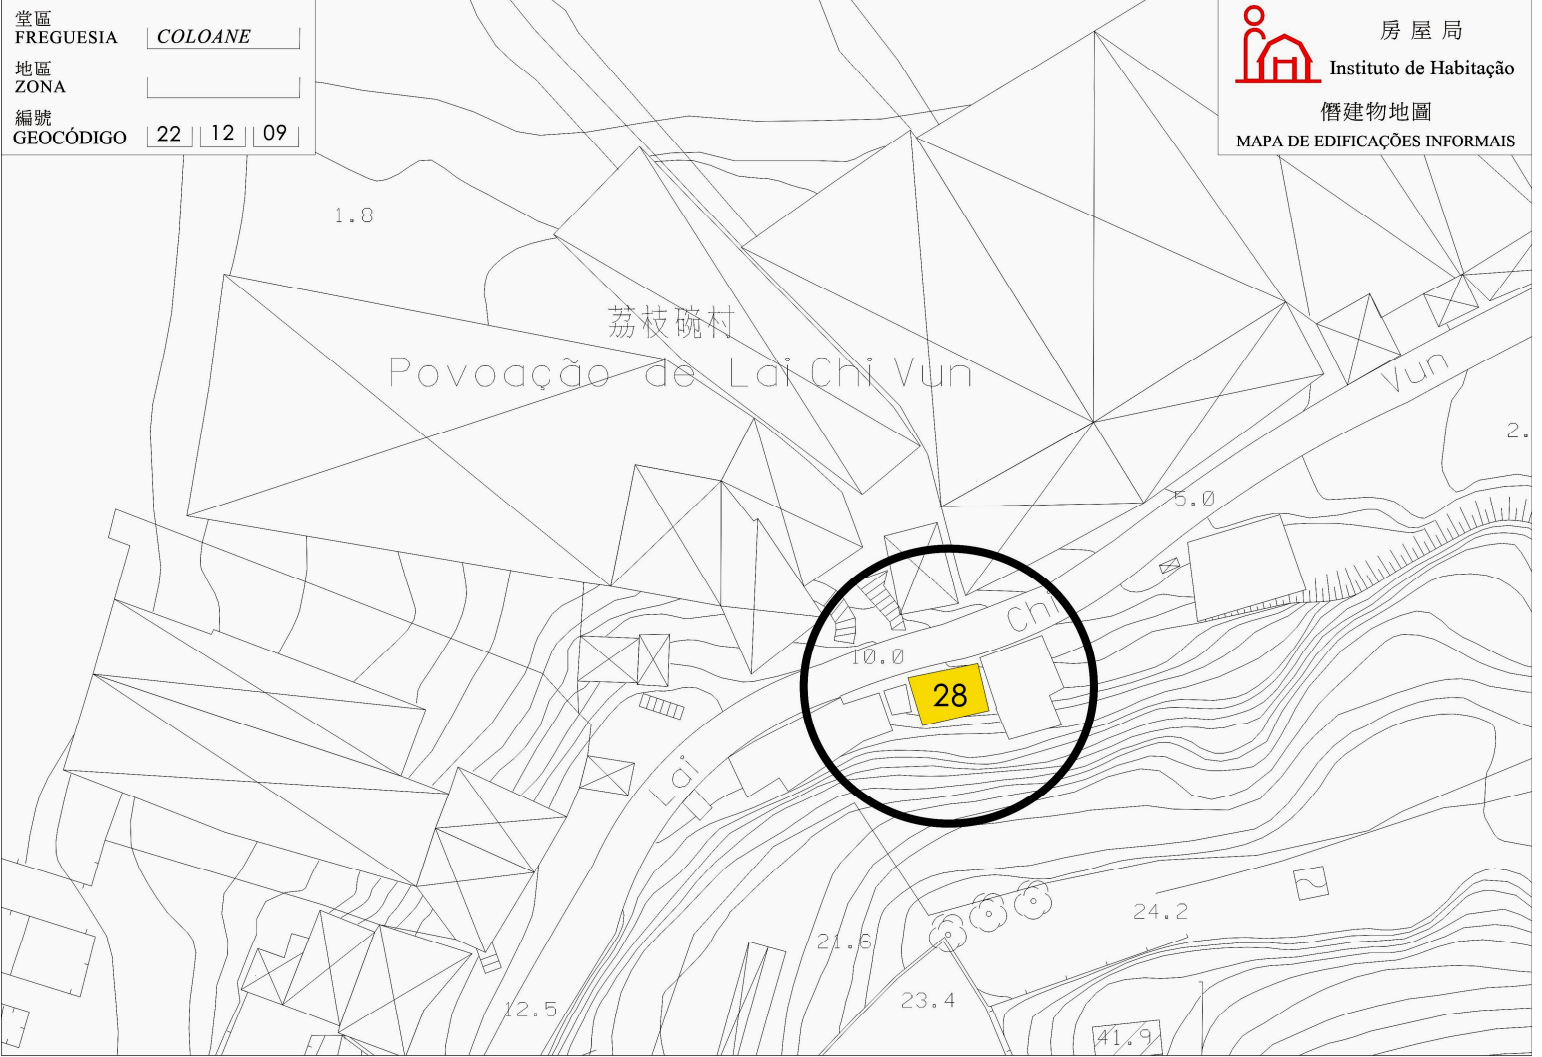 堂區
FREGUESIA COLOANE
地區
ZONA
編號
GEOCÓDIGO 22 12 09
房屋局
Instituto de Habitação
僭建物地圖
MAPA DE EDIFICAÇÕES INFORMAIS
1.8
荔枝碗村
Povoação de Lai Chi Vun
Vun
2.
5.0
Chi
10.0
28
Lai
24.2
21.6
23.4
12.5
41.9